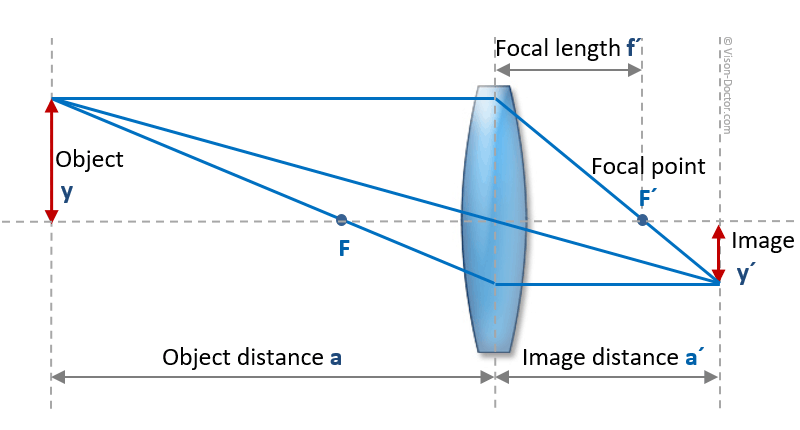 Focal length f´
© Vison-Doctor.com
Object
y
Focal point
F´
F
Image
y´
Object distance a
Image distance a´